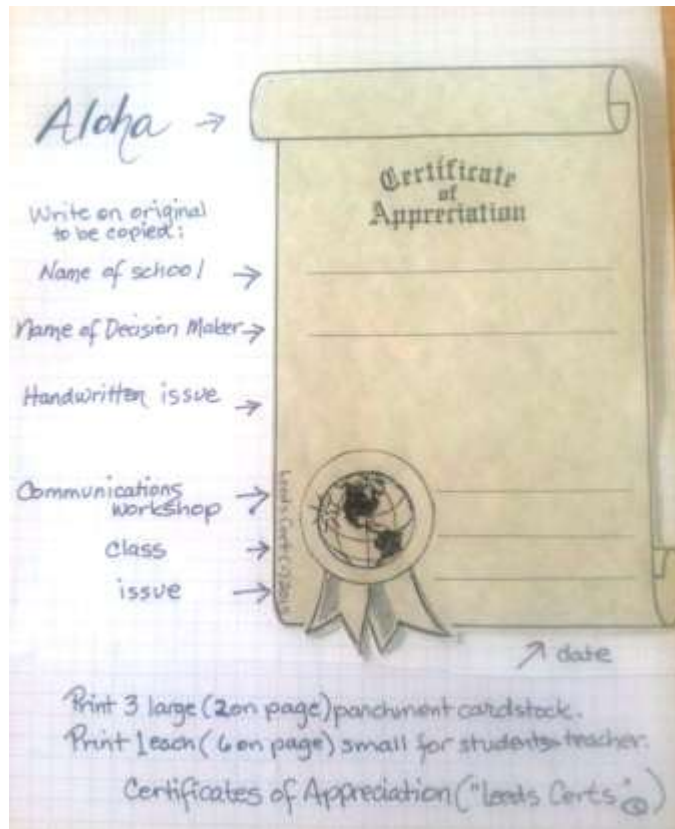 Aloha →
Certificate
of
Appreciation
Write on original
to be copied:
Name of school →
Name of Decision Maker →
Handwritten issue →
Communications
workshop →
class →
issue →
date
Print 3 large (2 on page) parchment cardstock.
Print 1 each (6 on page) small for students teacher.
Certificates of Appreciation ("Certs"